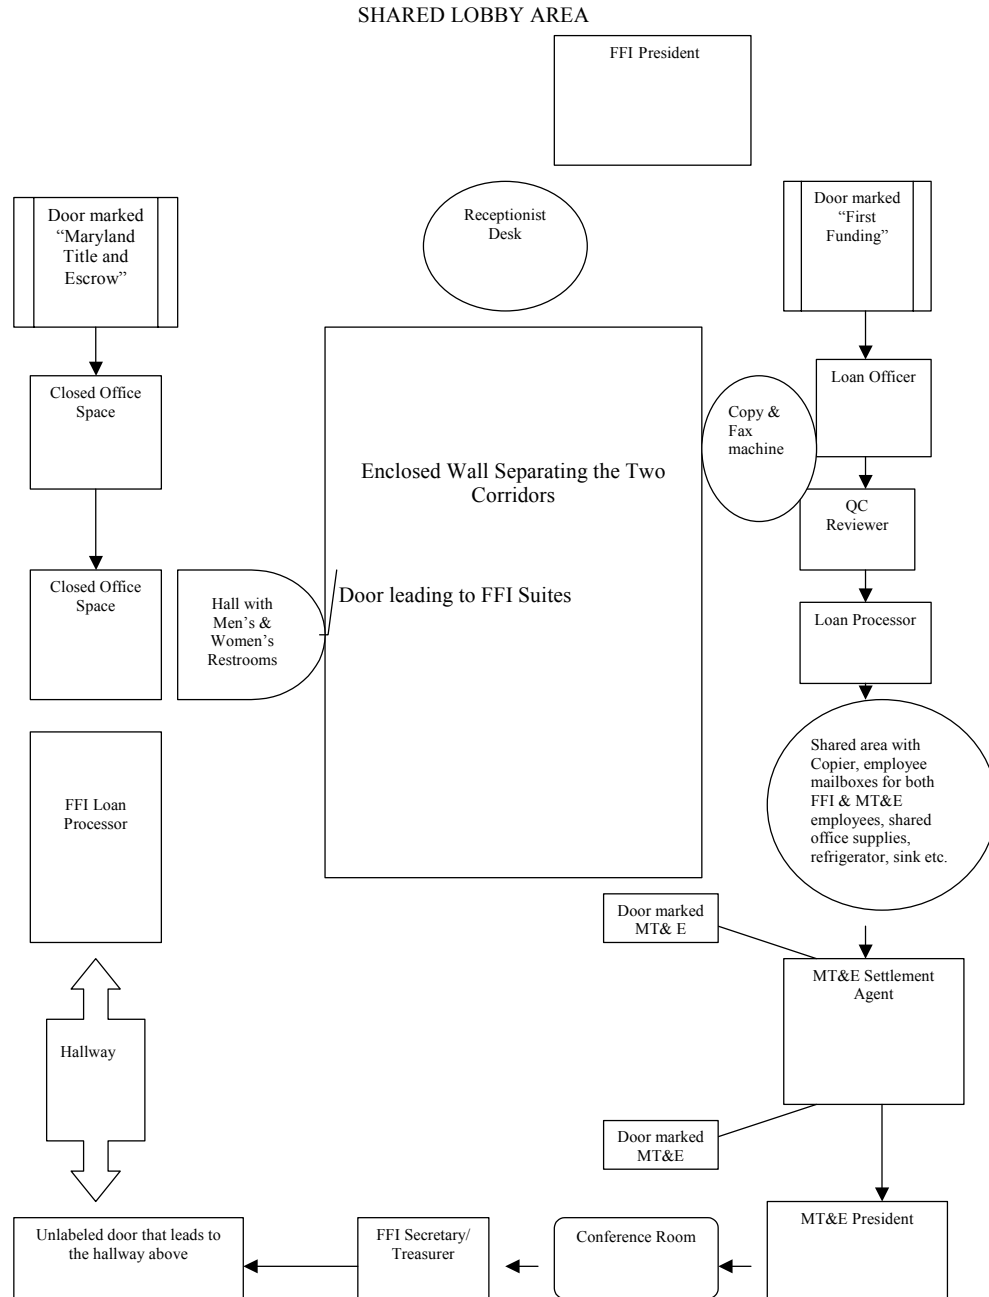 SHARED LOBBY AREA
FFI President
Receptionist
Desk
Door marked
“Maryland
Title and
Escrow”
Door marked
“First
Funding”
Closed Office
Space
Loan Officer
Copy &
Fax
machine
Enclosed Wall Separating the Two
Corridors
QC
Reviewer
Closed Office
Space
Hall with
Men’s &
Women’s
Restrooms
Door leading to FFI Suites
Loan Processor
FFI Loan
Processor
Shared area with
Copier, employee
mailboxes for both
FFI & MT&E
employees, shared
office supplies,
refrigerator, sink etc.
Door marked
MT& E
MT&E Settlement
Agent
Hallway
Door marked
MT&E
Unlabeled door that leads to
the hallway above
FFI Secretary/
Treasurer
Conference Room
MT&E President